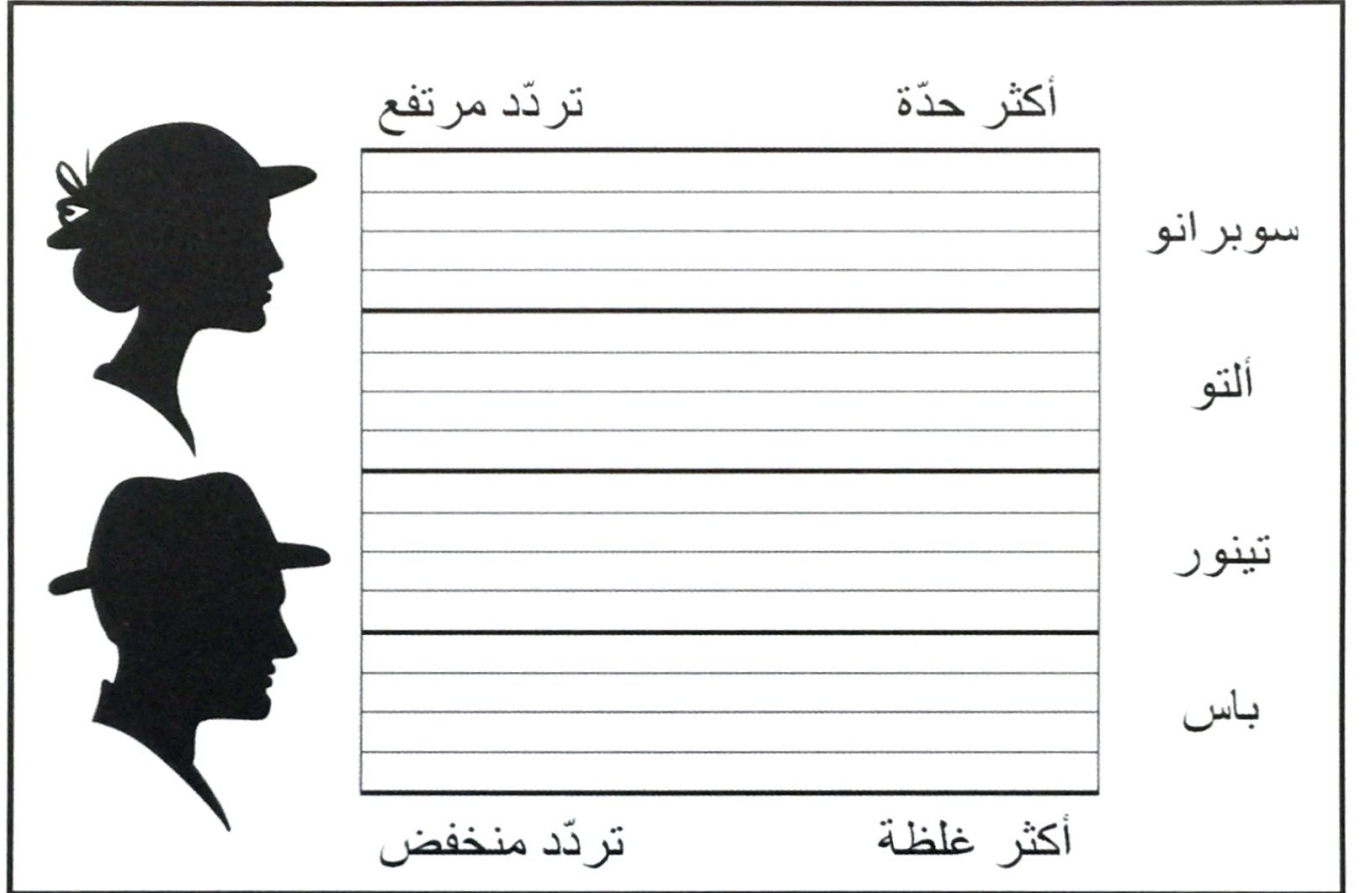 أكثر حدّة تردّد مرتفع
سوبرانو
ألتو
تينور
باس
أكثر غلظة تردّد منخفض